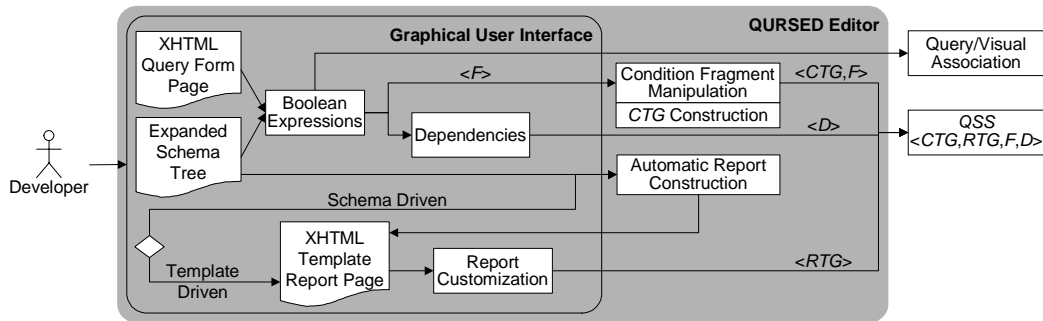 QURSED Editor
Graphical User Interface
XHTML
Query Form
Page
Query/Visual
Association
<F>
Condition Fragment
Manipulation
<CTG,F>
Boolean
Expressions
CTG Construction
QSS
<CTG,RTG,F,D>
Expanded
Schema
Tree
Dependencies
<D>
Developer
Automatic Report
Construction
Schema Driven
XHTML
Template
Report Page
Template
Driven
Report
Customization
<RTG>